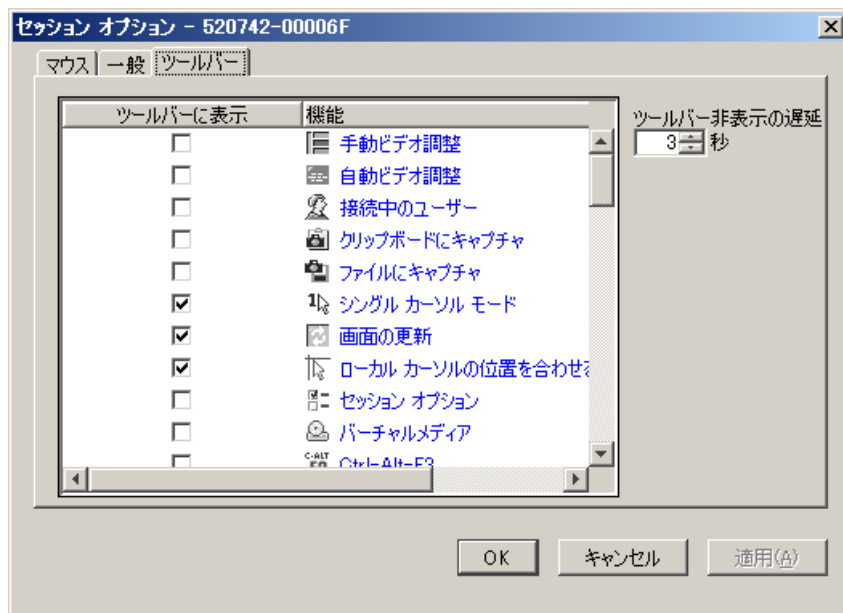 セッション オプション - 520742-00006F
マウス 一般 ツールバー
ツールバーに表示 機能
手動ビデオ調整
自動ビデオ調整
接続中のユーザー
クリップボードにキャプチャ
ファイルにキャプチャ
シングル カーソル モード
画面の更新
ローカル カーソルの位置を合わせる
セッション オプション
バーチャルメディア
Ctrl-Alt-F3
ツールバー非表示の遅延
3 秒
OK キャンセル 適用(A)